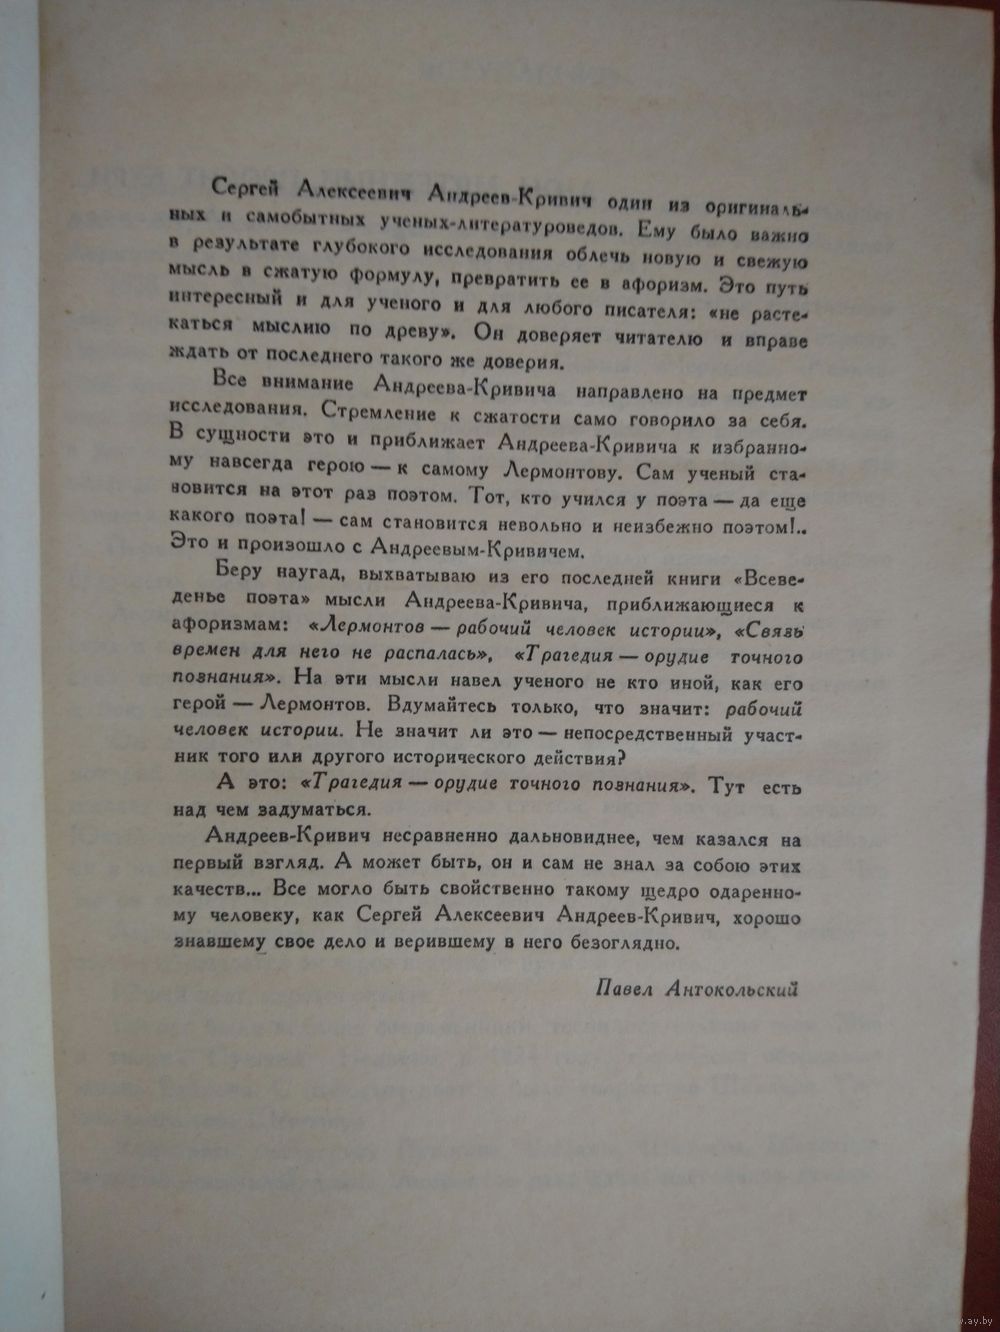 Сергей Алексеевич Андреев-Кривич один из оригиналь-
ных и самобытных ученых-литературоведов. Ему было важно
в результате глубокого исследования облечь новую и свежую
мысль в сжатую формулу, превратить ее в афоризм. Это путь
интересный и для ученого и для любого писателя: «не расте-
каться мыслию по древу». Он доверяет читателю и вправе
ждать от последнего такого же доверия.
Все внимание Андреева-Кривича направлено на предмет
исследования. Стремление к сжатости само говорило за себя.
В сущности это и приближает Андреева-Кривича к избранно-
му навсегда герою — к самому Лермонтову. Сам ученый ста-
новится на этот раз поэтом. Тот, кто учился у поэта — да еще
какого поэта! — сам становится невольно и неизбежно поэтом!..
Это и произошло с Андреевым-Кривичем.
Беру наугад, выхватываю из его последней книги «Всеве-
денье поэта» мысли Андреева-Кривича, приближающиеся к
афоризмам: «Лермонтов — рабочий человек истории», «Связь
времен для него не распалась», «Трагедия — орудие точного
познания». На эти мысли навел ученого не кто иной, как его
герой — Лермонтов. Вдумайтесь только, что значит: рабочий
человек истории. Не значит ли это — непосредственный участ-
ник того или другого исторического действия?
А это: «Трагедия — орудие точного познания». Тут есть
над чем задуматься.
Андреев-Кривич несравненно дальновиднее, чем казался на
первый взгляд. А может быть, он и сам не знал за собою этих
качеств... Все могло быть свойственно такому щедро одаренно-
му человеку, как Сергей Алексеевич Андреев-Кривич, хорошо
знавшему свое дело и верившему в него безоглядно.
Павел Антокольский